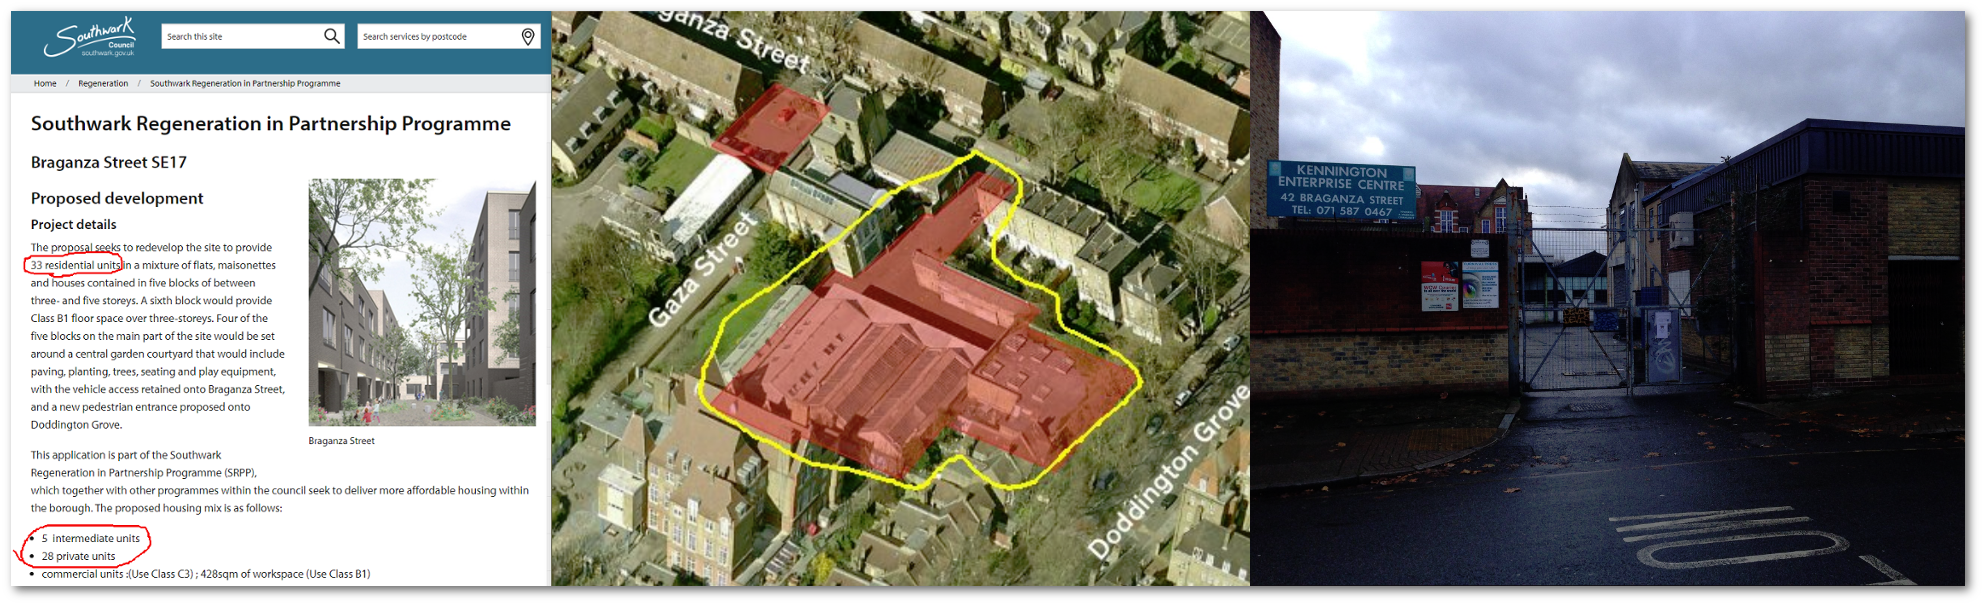 Southwark
Council
southwark.gov.uk
Search this site
Search services by postcode
Home / Regeneration / Southwark Regeneration in Partnership Programme
Southwark Regeneration in Partnership Programme
Braganza Street SE17
Proposed development
Project details
The proposal seeks to redevelop the site to provide
33 residential units in a mixture of flats, maisonettes
and houses contained in five blocks of between
three- and five storeys. A sixth block would provide
Class B1 floor space over three-storeys. Four of the
five blocks on the main part of the site would be set
around a central garden courtyard that would include
paving, planting, trees, seating and play equipment,
with the vehicle access retained onto Braganza Street,
and a new pedestrian entrance proposed onto
Doddington Grove.
Braganza Street
This application is part of the Southwark
Regeneration in Partnership Programme (SRPP),
which together with other programmes within the council seek to deliver more affordable housing within
the borough. The proposed housing mix is as follows:
• 5 intermediate units
• 28 private units
• commercial units :(Use Class C3) ; 428sqm of workspace (Use Class B1)
aganza Street
Gaza Street
Doddington Grove
KENNINGTON
ENTERPRISE CENTRE
42 BRAGANZA STREET
TEL: 071 587 0467